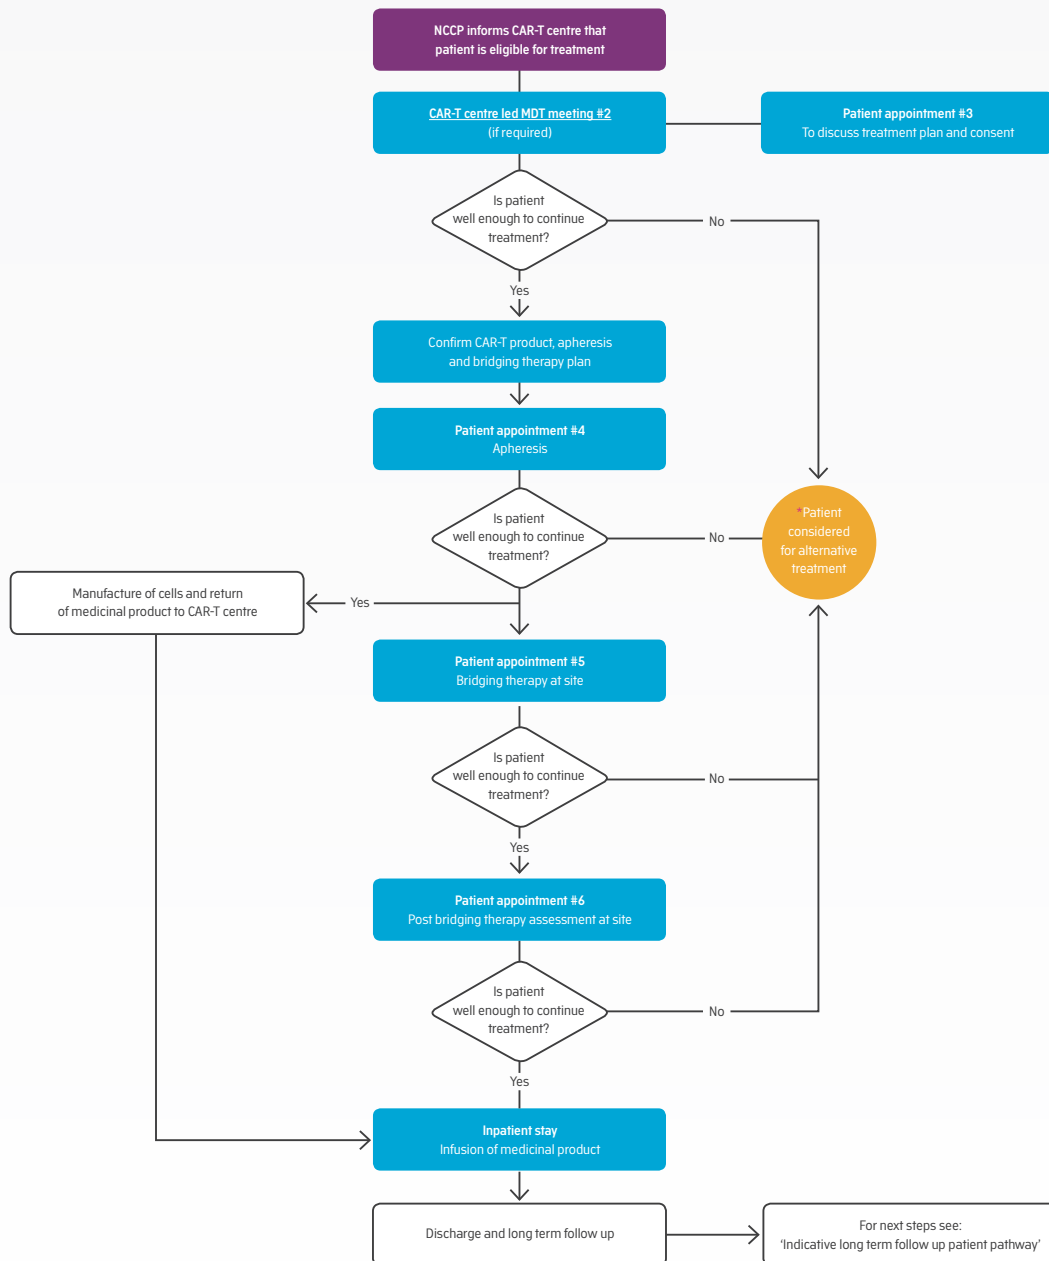 NCCP informs CAR-T centre that
patient is eligible for treatment
CAR-T centre led MDT meeting #2
(if required)
Patient appointment #3
To discuss treatment plan and consent
Is patient
well enough to continue
treatment?
No
Yes
Confirm CAR-T product, apheresis
and bridging therapy plan
Patient appointment #4
Apheresis
*Patient
considered
for alternative
treatment
Is patient
well enough to continue
treatment?
No
Manufacture of cells and return
of medicinal product to CAR-T centre
Yes
Patient appointment #5
Bridging therapy at site
Is patient
well enough to continue
treatment?
No
Yes
Patient appointment #6
Post bridging therapy assessment at site
Is patient
well enough to continue
treatment?
No
Yes
Inpatient stay
Infusion of medicinal product
Discharge and long term follow up
For next steps see:
‘Indicative long term follow up patient pathway’